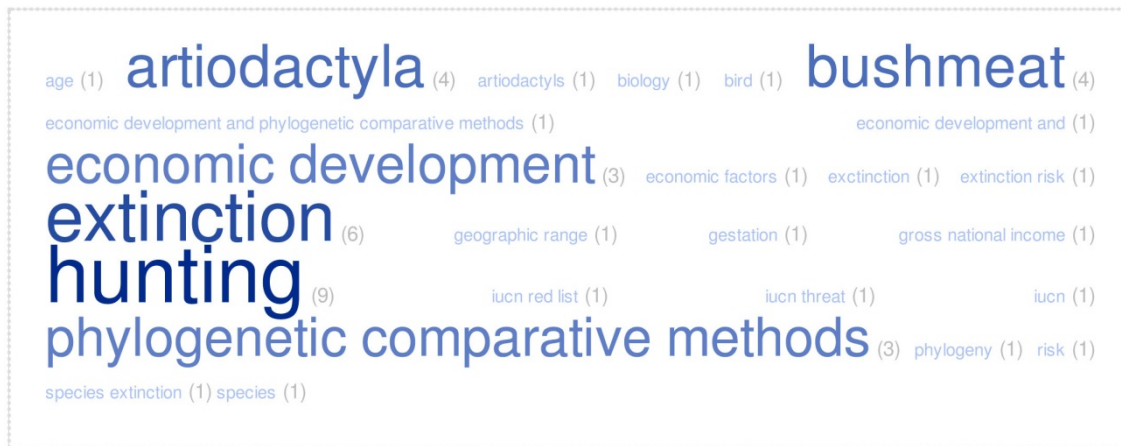 age (1) artiodactyla (4) artiodactyls (1) biology (1) bird (1) bushmeat (4)
economic development and phylogenetic comparative methods (1) economic development and (1)
economic development (3) economic factors (1) exctinction (1) extinction risk (1)
extinction (6) geographic range (1) gestation (1) gross national income (1)
hunting (9) iucn red list (1) iucn threat (1) iucn (1)
phylogenetic comparative methods (3) phylogeny (1) risk (1)
species extinction (1) species (1)